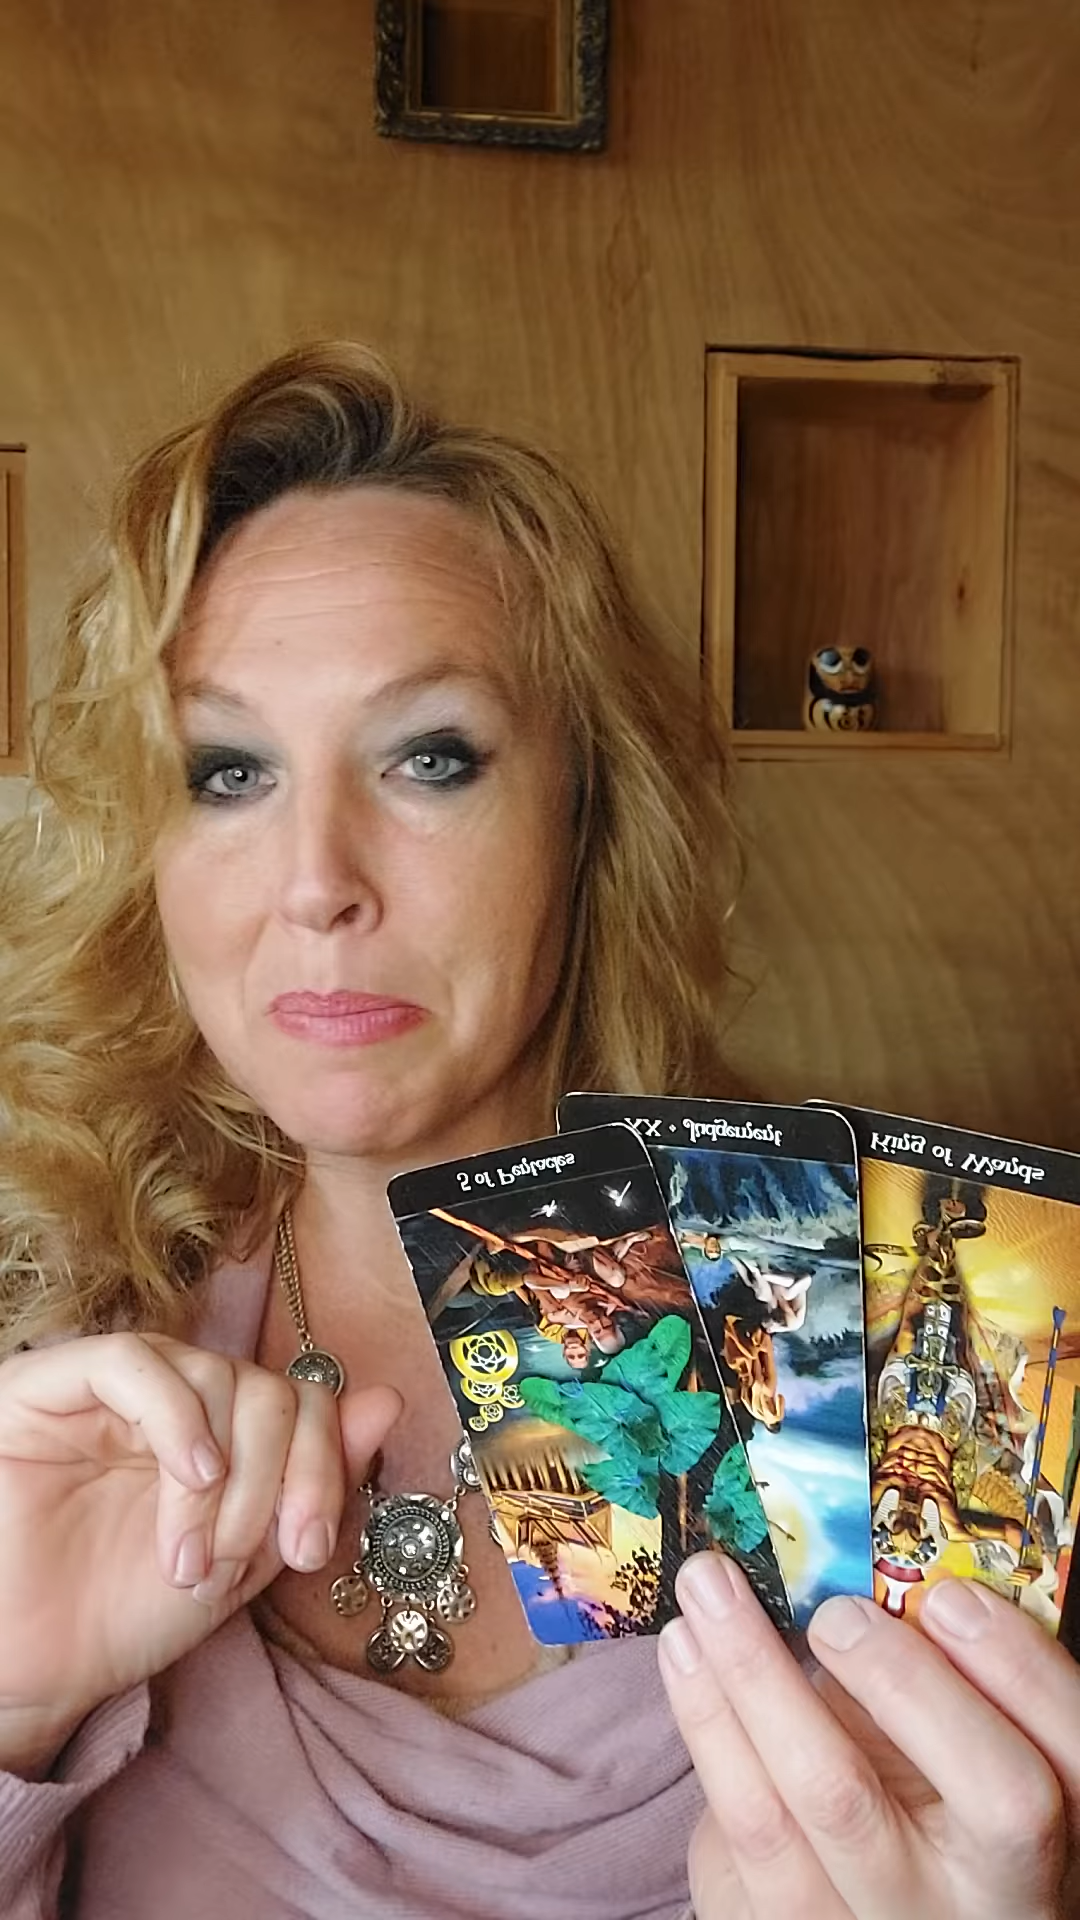 5 of Pentacles
XX • Judgement
King of Wands